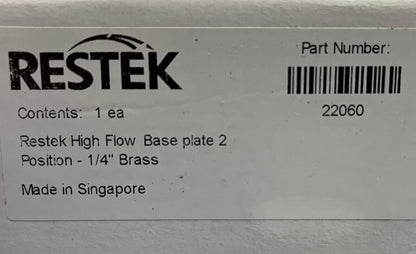 RESTEK
Part Number:
Contents: 1 ea
22060
Restek High Flow Base plate 2
Position - 1/4" Brass
Made in Singapore